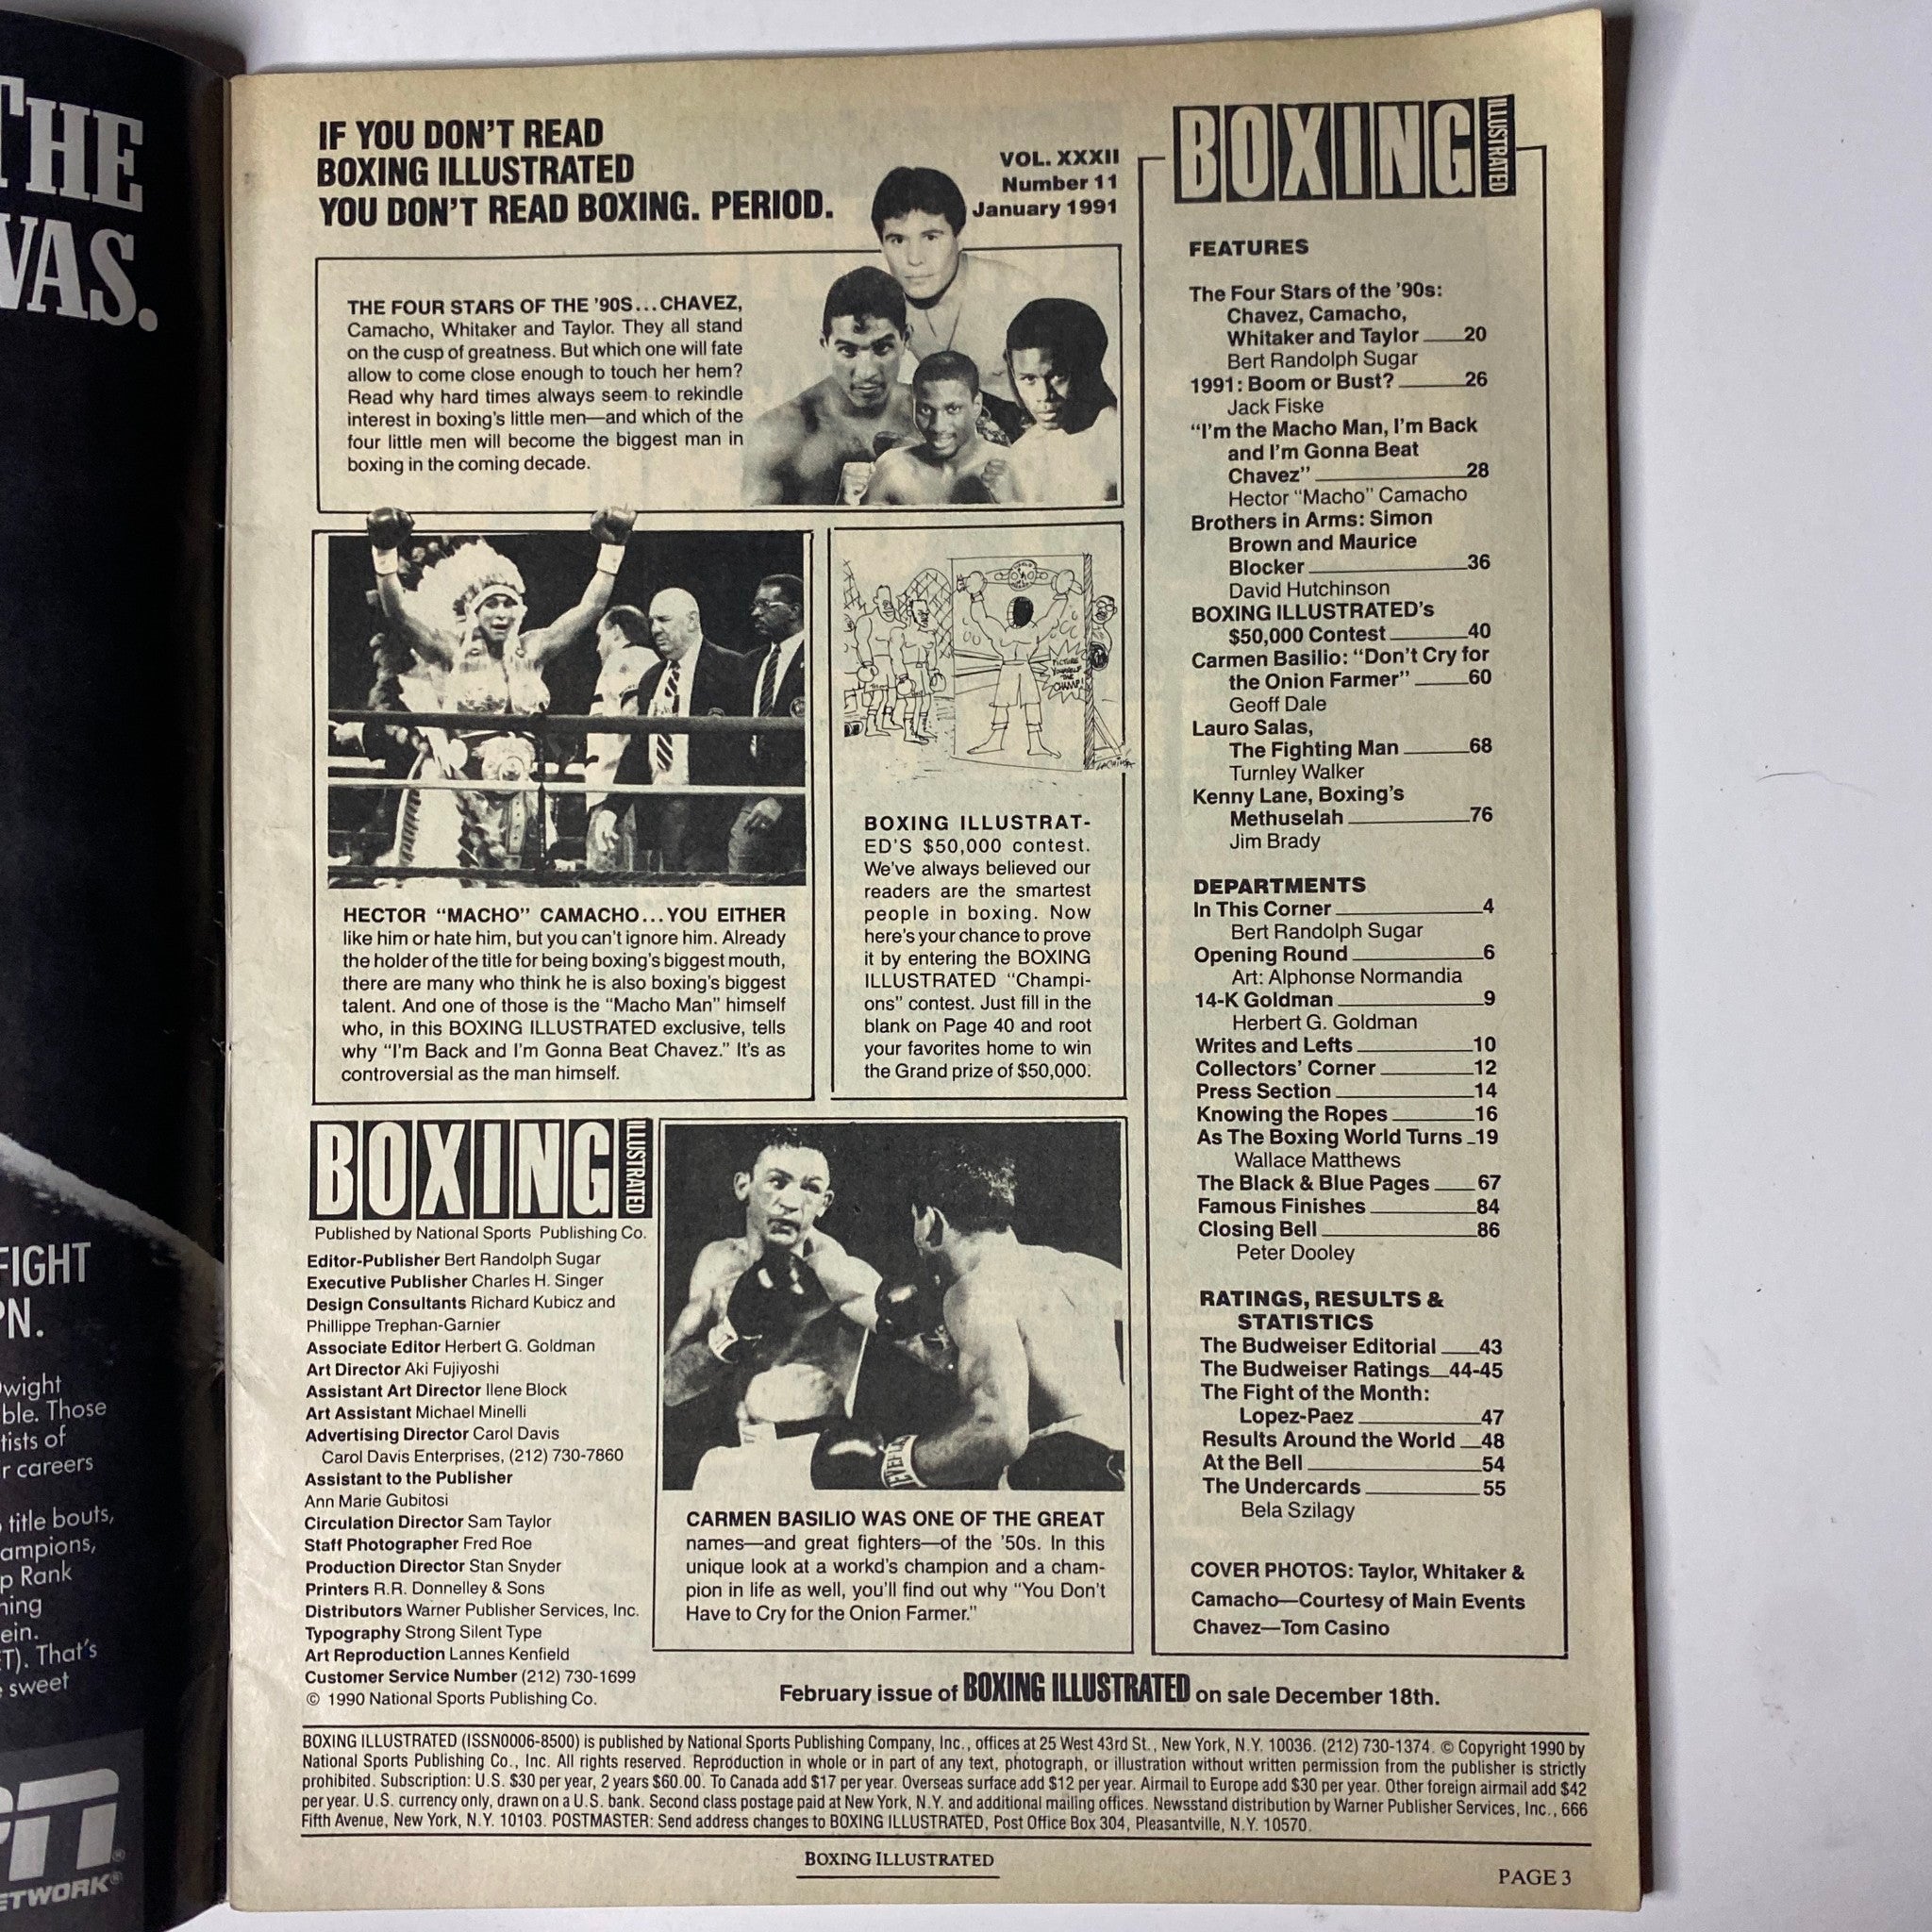 THE
WAS.
FIGHT
PN.
wight
ble. Those
tists of
r careers
title bouts,
ampions,
p Rank
ning
ein.
ET). That's
sweet
ETWORK®
IF YOU DON'T READ
BOXING ILLUSTRATED
YOU DON'T READ BOXING. PERIOD.
VOL. XXXII
Number 11
January 1991
THE FOUR STARS OF THE '90S...CHAVEZ,
Camacho, Whitaker and Taylor. They all stand
on the cusp of greatness. But which one will fate
allow to come close enough to touch her hem?
Read why hard times always seem to rekindle
interest in boxing's little men—and which of the
four little men will become the biggest man in
boxing in the coming decade.
PICTURE
YOURSELF
THE
CHAMP!
HECTOR "MACHO" CAMACHO...YOU EITHER
like him or hate him, but you can't ignore him. Already
the holder of the title for being boxing's biggest mouth,
there are many who think he is also boxing's biggest
talent. And one of those is the "Macho Man" himself
who, in this BOXING ILLUSTRATED exclusive, tells
why "I'm Back and I'm Gonna Beat Chavez." It's as
controversial as the man himself.
BOXING ILLUSTRAT-
ED'S $50,000 contest.
We've always believed our
readers are the smartest
people in boxing. Now
here's your chance to prove
it by entering the BOXING
ILLUSTRATED "Champi-
ons" contest. Just fill in the
blank on Page 40 and root
your favorites home to win
the Grand prize of $50,000.
BOXING ILLUSTRATED
Published by National Sports Publishing Co.
Editor-Publisher Bert Randolph Sugar
Executive Publisher Charles H. Singer
Design Consultants Richard Kubicz and
Phillippe Trephan-Garnier
Associate Editor Herbert G. Goldman
Art Director Aki Fujiyoshi
Assistant Art Director Ilene Block
Art Assistant Michael Minelli
Advertising Director Carol Davis
Carol Davis Enterprises, (212) 730-7860
Assistant to the Publisher
Ann Marie Gubitosi
Circulation Director Sam Taylor
Staff Photographer Fred Roe
Production Director Stan Snyder
Printers R.R. Donnelley & Sons
Distributors Warner Publisher Services, Inc.
Typography Strong Silent Type
Art Reproduction Lannes Kenfield
Customer Service Number (212) 730-1699
© 1990 National Sports Publishing Co.
CARMEN BASILIO WAS ONE OF THE GREAT
names—and great fighters—of the '50s. In this
unique look at a workd's champion and a cham-
pion in life as well, you'll find out why "You Don't
Have to Cry for the Onion Farmer."
BOXING ILLUSTRATED
FEATURES
The Four Stars of the '90s:
Chavez, Camacho,
Whitaker and Taylor 20
Bert Randolph Sugar
1991: Boom or Bust? 26
Jack Fiske
"I'm the Macho Man, I'm Back
and I'm Gonna Beat
Chavez" 28
Hector "Macho" Camacho
Brothers in Arms: Simon
Brown and Maurice
Blocker 36
David Hutchinson
BOXING ILLUSTRATED's
$50,000 Contest 40
Carmen Basilio: "Don't Cry for
the Onion Farmer" 60
Geoff Dale
Lauro Salas,
The Fighting Man 68
Turnley Walker
Kenny Lane, Boxing's
Methuselah 76
Jim Brady
DEPARTMENTS
In This Corner 4
Bert Randolph Sugar
Opening Round 6
Art: Alphonse Normandia
14-K Goldman 9
Herbert G. Goldman
Writes and Lefts 10
Collectors' Corner 12
Press Section 14
Knowing the Ropes 16
As The Boxing World Turns 19
Wallace Matthews
The Black & Blue Pages 67
Famous Finishes 84
Closing Bell 86
Peter Dooley
RATINGS, RESULTS &
STATISTICS
The Budweiser Editorial 43
The Budweiser Ratings 44-45
The Fight of the Month:
Lopez-Paez 47
Results Around the World 48
At the Bell 54
The Undercards 55
Bela Szilagy
COVER PHOTOS: Taylor, Whitaker &
Camacho—Courtesy of Main Events
Chavez—Tom Casino
February issue of BOXING ILLUSTRATED on sale December 18th.
BOXING ILLUSTRATED (ISSN0006-8500) is published by National Sports Publishing Company, Inc., offices at 25 West 43rd St., New York, N.Y. 10036. (212) 730-1374. © Copyright 1990 by
National Sports Publishing Co., Inc. All rights reserved. Reproduction in whole or in part of any text, photograph, or illustration without written permission from the publisher is strictly
prohibited. Subscription: U.S. $30 per year, 2 years $60.00. To Canada add $17 per year. Overseas surface add $12 per year. Airmail to Europe add $30 per year. Other foreign airmail add $42
per year. U.S. currency only, drawn on a U.S. bank. Second class postage paid at New York, N.Y. and additional mailing offices. Newsstand distribution by Warner Publisher Services, Inc., 666
Fifth Avenue, New York, N.Y. 10103. POSTMASTER: Send address changes to BOXING ILLUSTRATED, Post Office Box 304, Pleasantville, N.Y. 10570.
BOXING ILLUSTRATED
PAGE 3